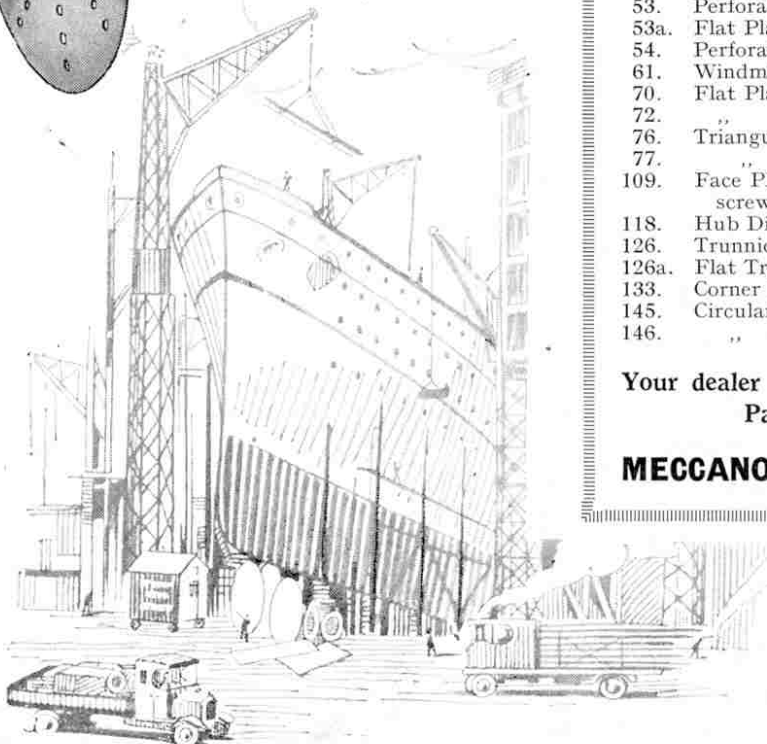 53. Perfora
53a. Flat Pla
54. Perfora
61. Windm
70. Flat Pla
72. ,,
76. Triangu
77. ,,
109. Face P
screw
118. Hub Di
126. Trunnio
126a. Flat Tr
133. Corner
145. Circular
146. ,,
Your dealer
Pa
MECCANO